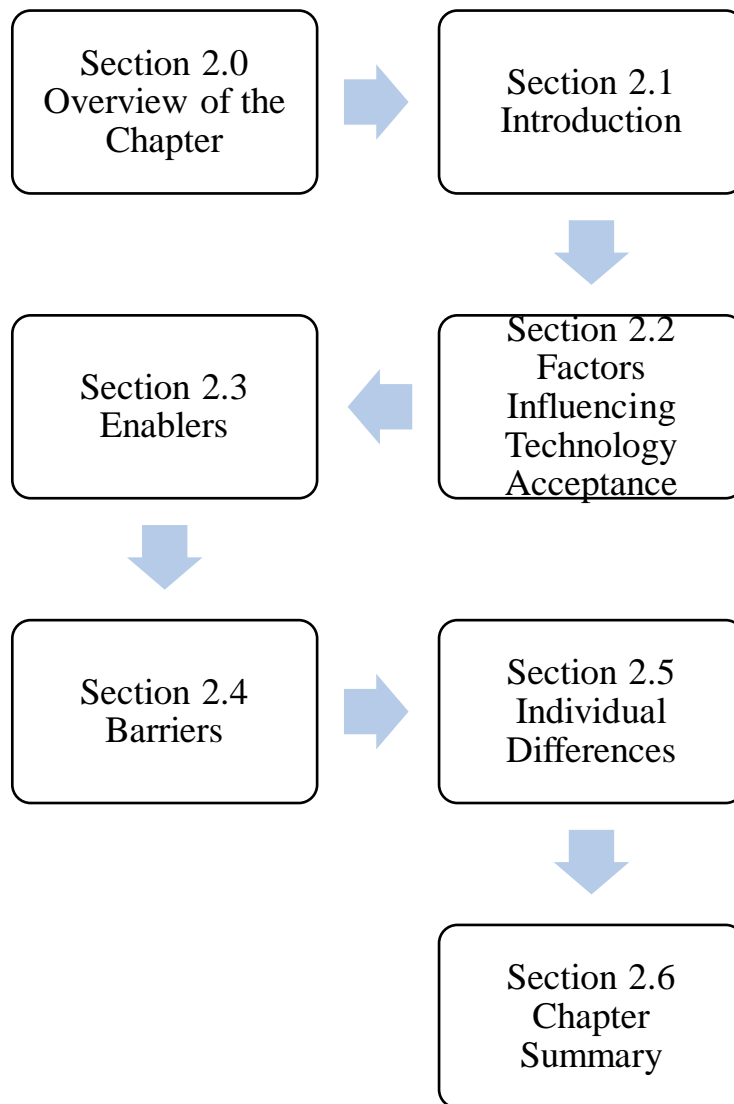 Section 2.0
Overview of the
Chapter
Section 2.1
Introduction
Section 2.2
Factors
Influencing
Technology
Acceptance
Section 2.3
Enablers
Section 2.4
Barriers
Section 2.5
Individual
Differences
Section 2.6
Chapter
Summary